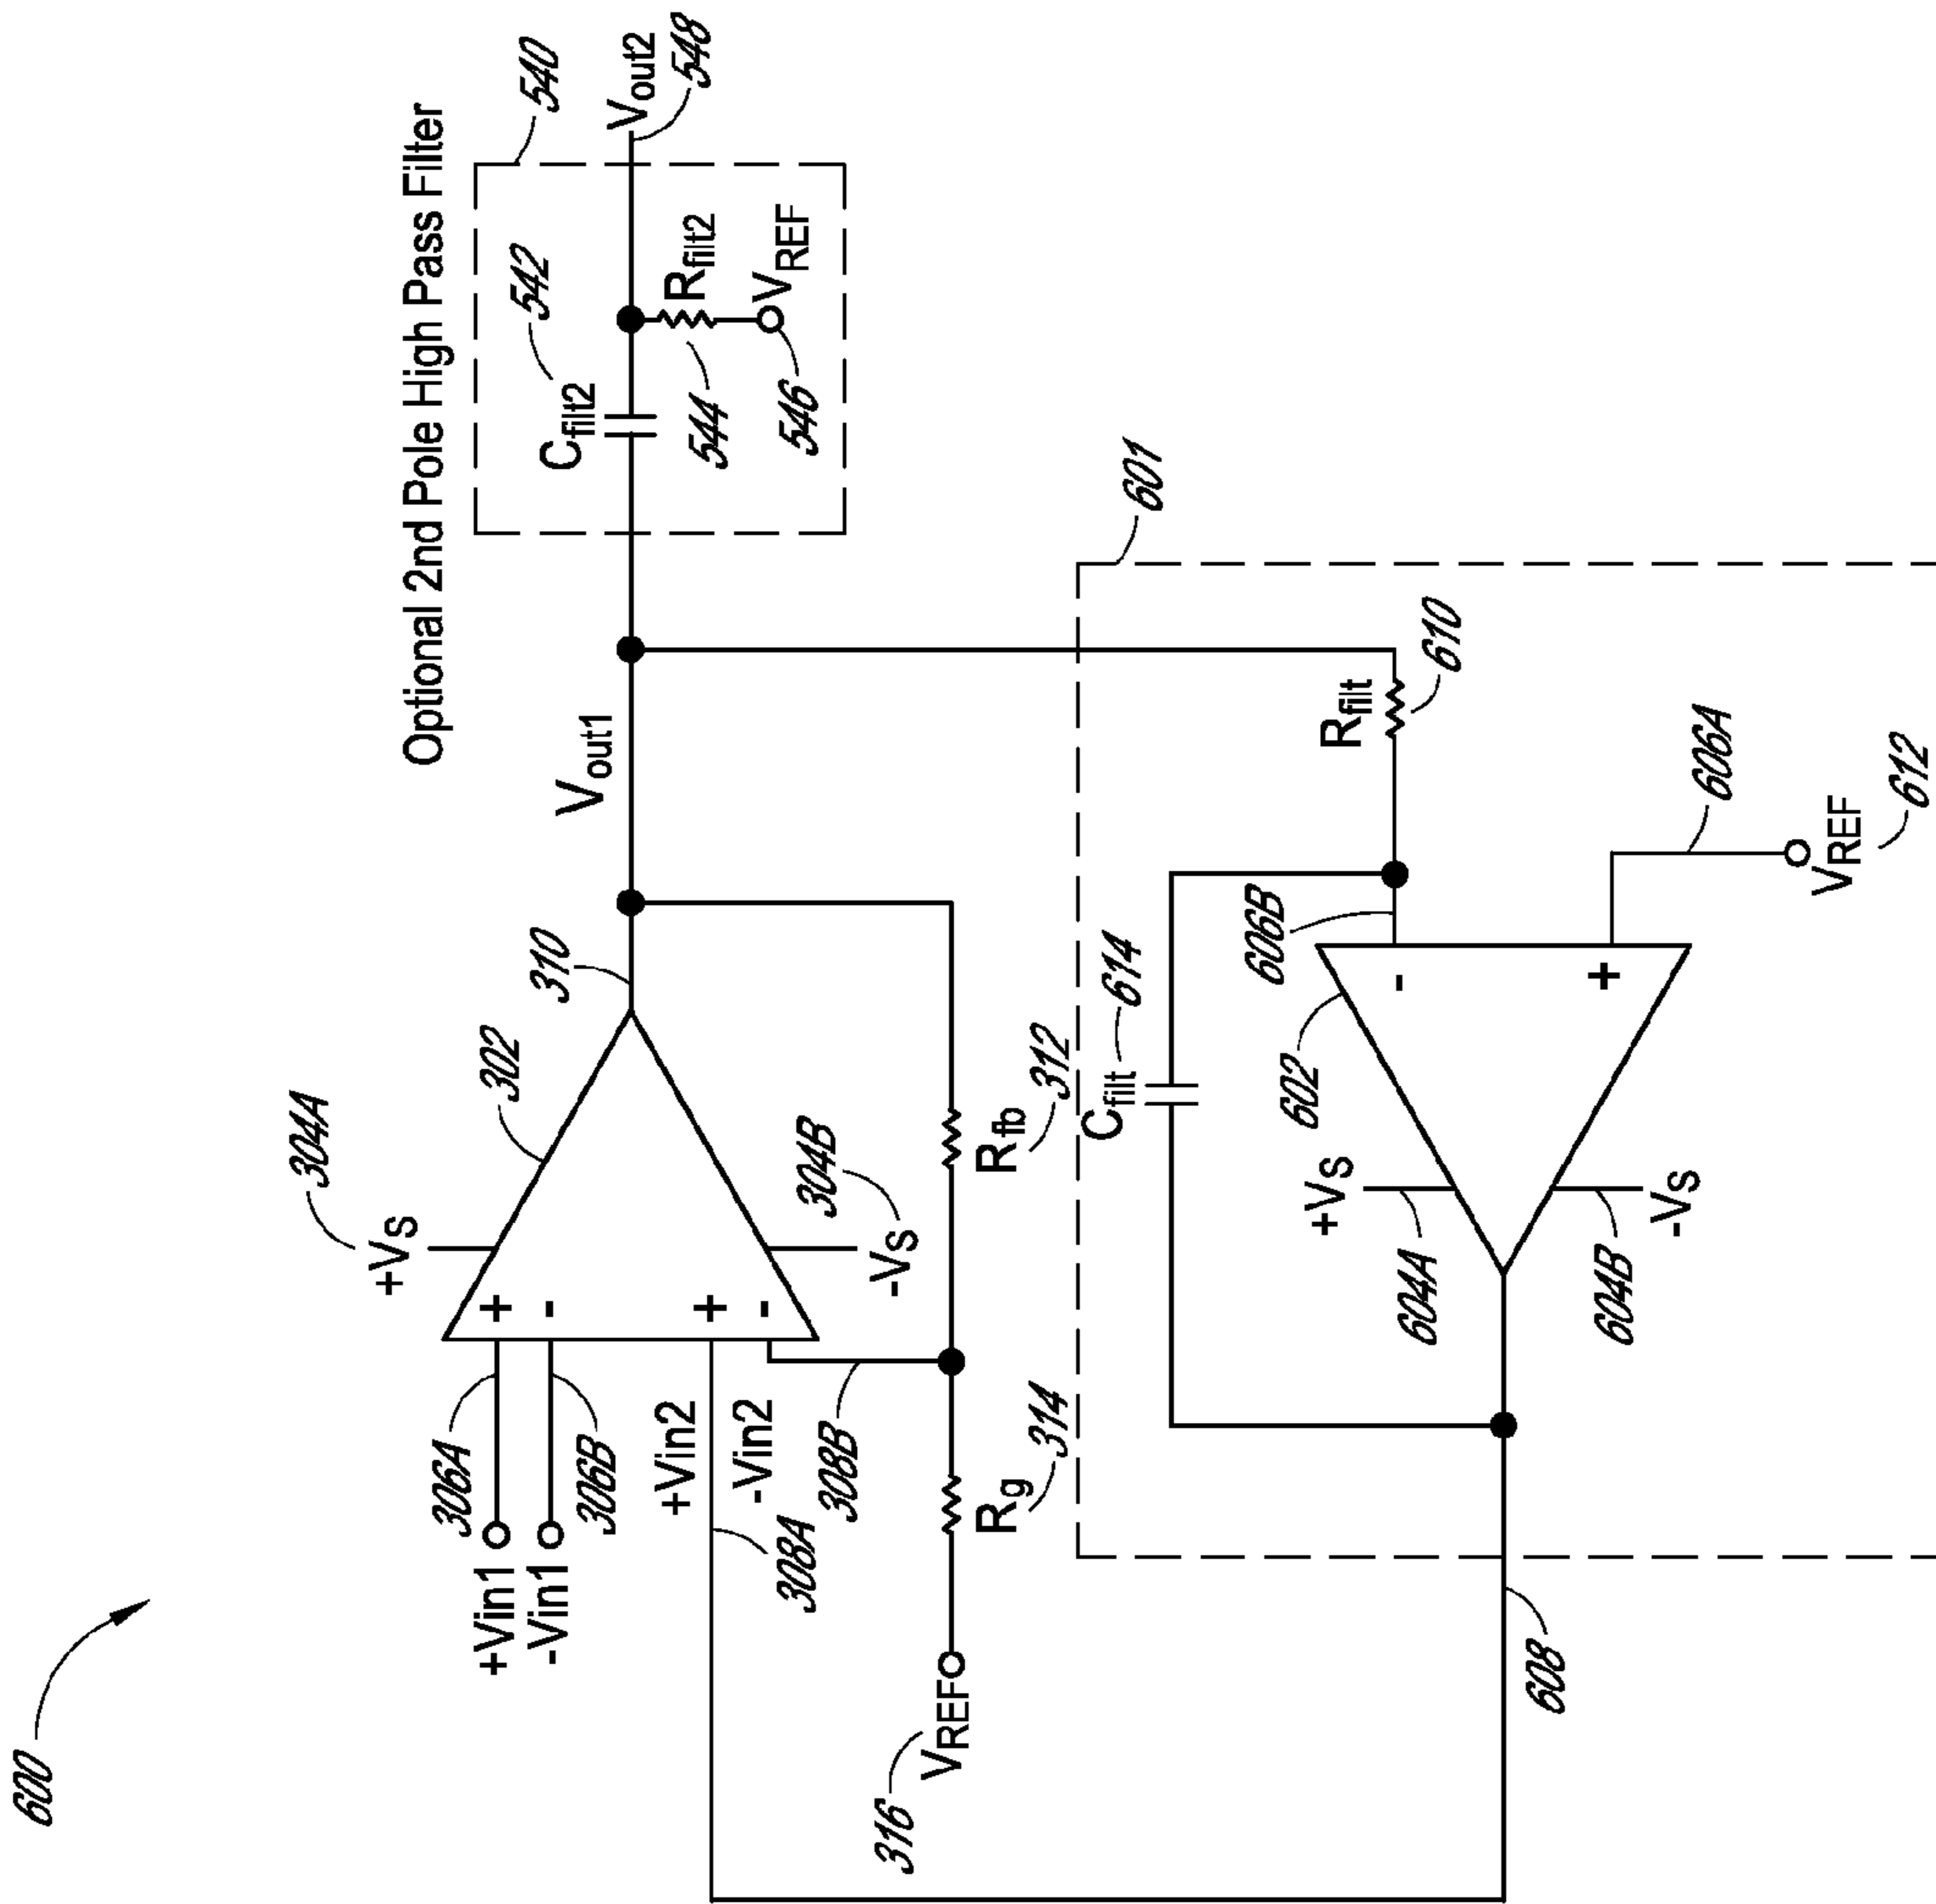 600
Optional 2nd Pole High Pass Filter
540
542
Cfilt2
Rfilt2
544
VREF
546
Vout2
548
304A
+VS
302
310
Vout1
+Vin1
306A
-Vin1
306B
+
-
+
-
+Vin2
308A
-Vin2
308B
-VS
304B
316
VREF
Rg
314
Rfb
312
601
Cfilt
614
Rfilt
610
606B
602
-
+
+VS
604A
-VS
604B
606A
VREF
612
608